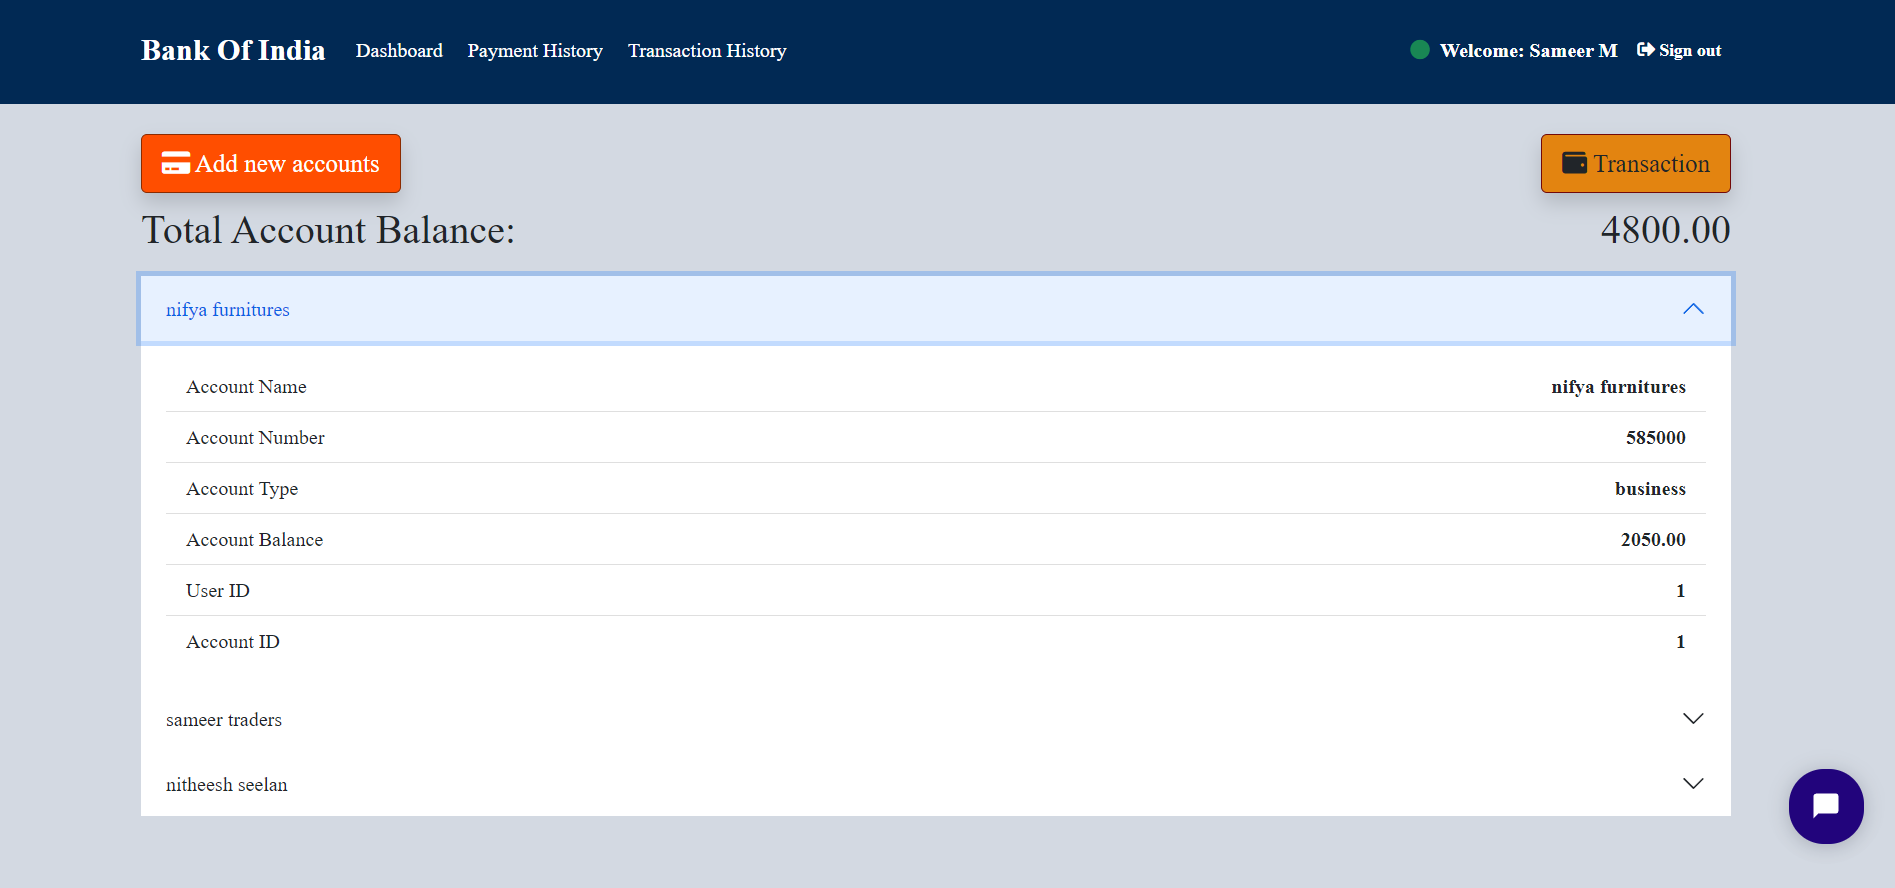 Bank Of India Dashboard Payment History Transaction History Welcome: Sameer M Sign out
Add new accounts Transaction
Total Account Balance: 4800.00
nifya furnitures
Account Name nifya furnitures
Account Number 585000
Account Type business
Account Balance 2050.00
User ID 1
Account ID 1
sameer traders
nitheesh seelan